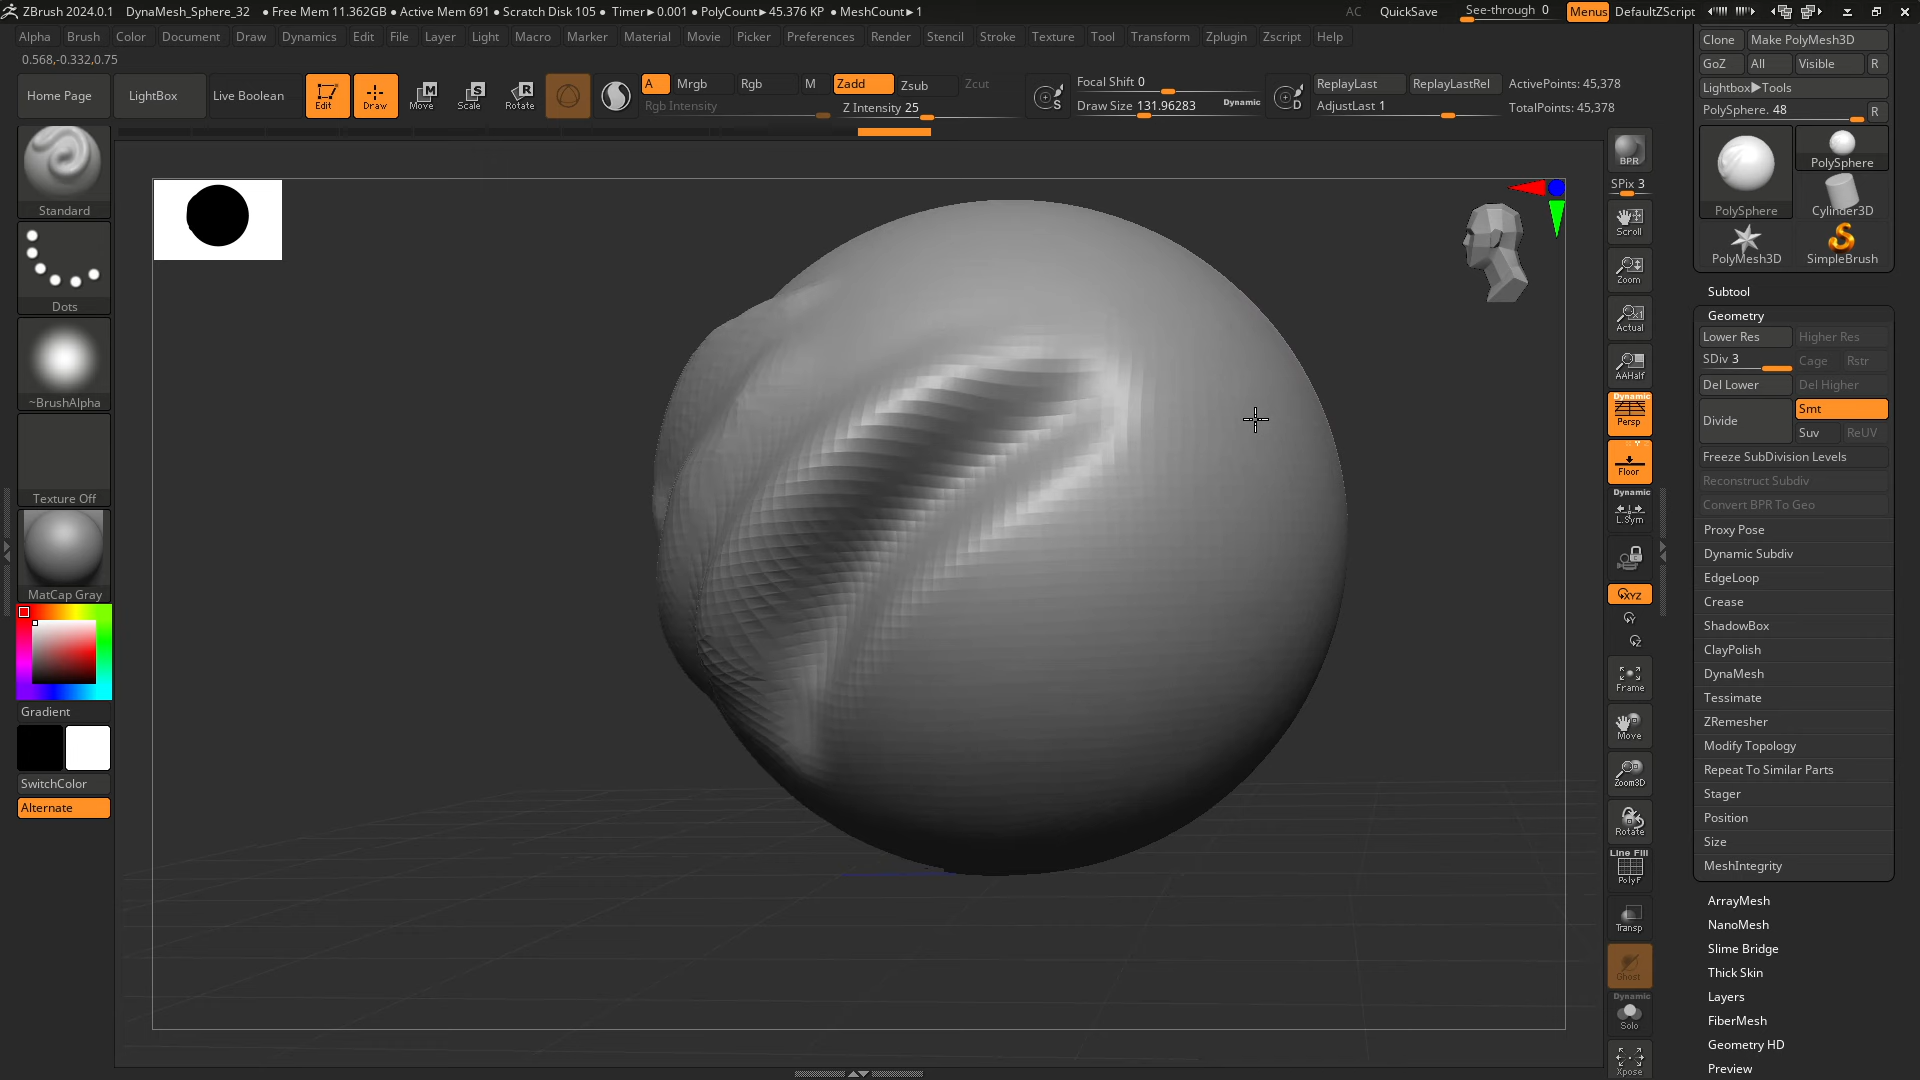 ZBrush 2024.0.1 DynaMesh_Sphere_32 ● Free Mem 11.362GB ● Active Mem 691 ● Scratch Disk 105 ● Timer►0.001 ● PolyCount►45.376 KP ● MeshCount►1 AC QuickSave See-through 0 Menus DefaultZScript
Alpha Brush Color Document Draw Dynamics Edit File Layer Light Macro Marker Material Movie Picker Preferences Render Stencil Stroke Texture Tool Transform Zplugin Zscript Help
0.568,-0.332,0.75
Home Page LightBox Live Boolean Edit Draw Move Scale Rotate
M S R
A Mrgb Rgb M Zadd Zsub Zcut
Rgb Intensity Z Intensity 25
S
Focal Shift 0
Draw Size 131.96283 Dynamic
D
ReplayLast ReplayLastRel ActivePoints: 45,378
AdjustLast 1 TotalPoints: 45,378
Standard
Dots
~BrushAlpha
Texture Off
MatCap Gray
Gradient
SwitchColor
Alternate
BPR
SPix 3
Scroll
Zoom
Actual
AAHalf
Dynamic
Persp
Floor
Dynamic
L.Sym
XYZ
Y
Z
Frame
Move
Zoom3D
Rotate
Line Fill
PolyF
Transp
Ghost
Dynamic
Solo
Xpose
Clone Make PolyMesh3D
GoZ All Visible R
Lightbox►Tools
PolySphere. 48 R
PolySphere PolySphere
Cylinder3D
PolyMesh3D SimpleBrush
Subtool
Geometry
Lower Res Higher Res
SDiv 3 Cage Rstr
Del Lower Del Higher
Divide Smt
Suv ReUV
Freeze SubDivision Levels
Reconstruct Subdiv
Convert BPR To Geo
Proxy Pose
Dynamic Subdiv
EdgeLoop
Crease
ShadowBox
ClayPolish
DynaMesh
Tessimate
ZRemesher
Modify Topology
Repeat To Similar Parts
Stager
Position
Size
MeshIntegrity
ArrayMesh
NanoMesh
Slime Bridge
Thick Skin
Layers
FiberMesh
Geometry HD
Preview